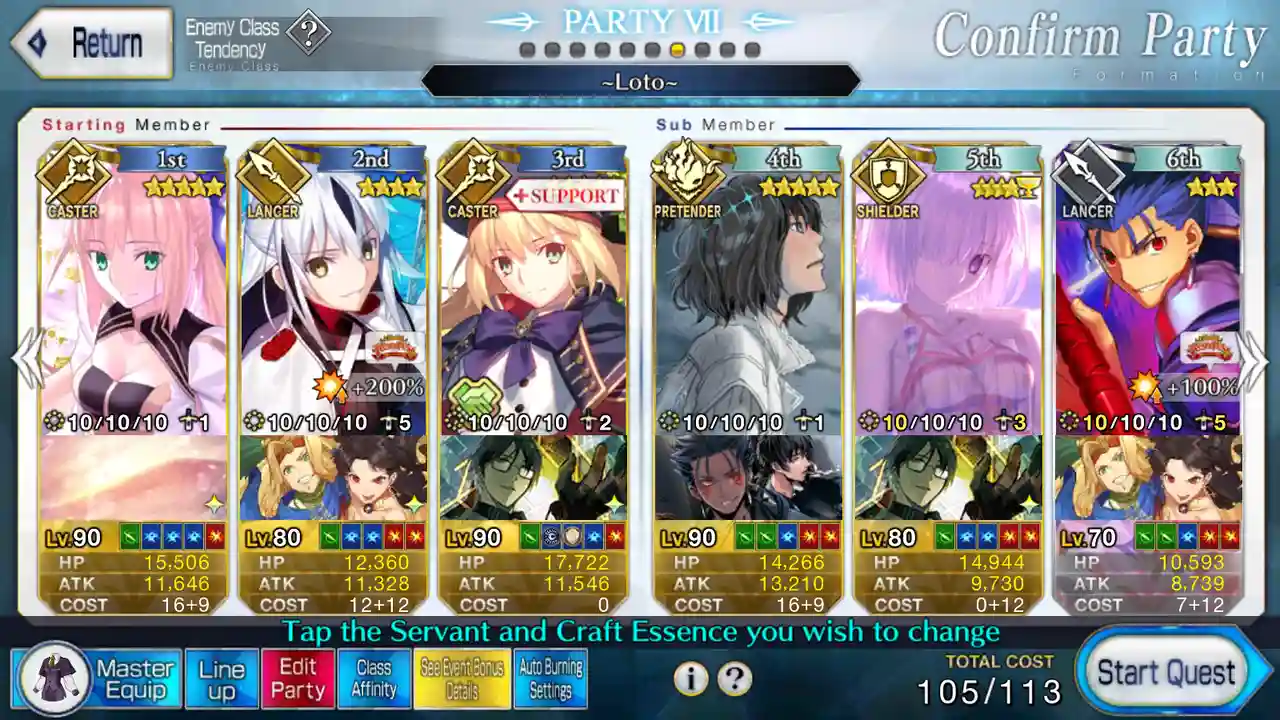 Return
Enemy Class
Tendency
Enemy Class
?
PARTY VII
~Loto~
Confirm Party
Formation
Starting Member
Sub Member
1st
2nd
3rd
4th
5th
6th
CASTER
LANCER
CASTER
+SUPPORT
PRETENDER
SHIELDER
LANCER
+200%
+100%
10/10/10 1
10/10/10 5
10/10/10 2
10/10/10 1
10/10/10 3
10/10/10 5
Lv.90
Lv.80
Lv.90
Lv.90
Lv.80
Lv.70
HP 15,506
HP 12,360
HP 17,722
HP 14,266
HP 14,944
HP 10,593
ATK 11,646
ATK 11,328
ATK 11,546
ATK 13,210
ATK 9,730
ATK 8,739
COST 16+9
COST 12+12
COST 0
COST 16+9
COST 0+12
COST 7+12
Tap the Servant and Craft Essence you wish to change
Master
Equip
Line
up
Edit
Party
Class
Affinity
See Event Bonus
Details
Auto Burning
Settings
i
?
TOTAL COST
105/113
Start Quest